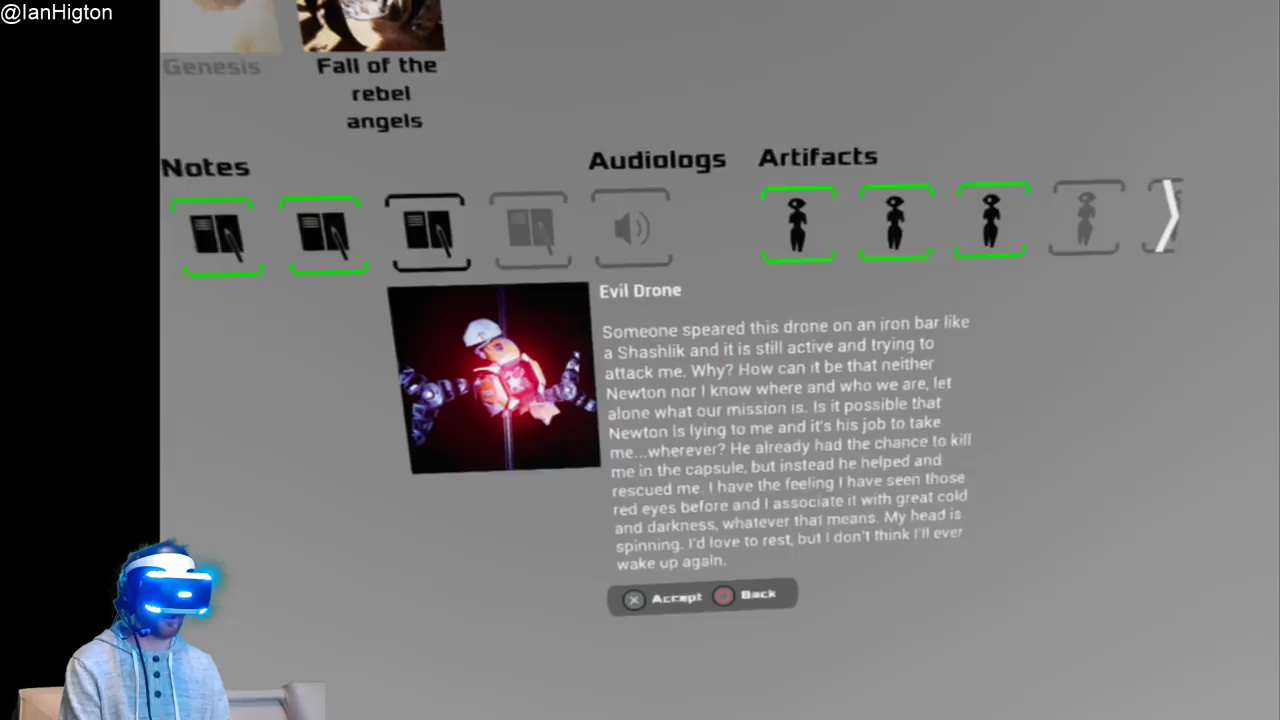 @IanHigton
Genesis
Fall of the
rebel
angels
Notes
Audiologs
Artifacts
Evil Drone
Someone speared this drone on an iron bar like
a Shashlik and it is still active and trying to
attack me. Why? How can it be that neither
Newton nor I know where and who we are, let
alone what our mission is. Is it possible that
Newton is lying to me and it's his job to take
me...wherever? He already had the chance to kill
me in the capsule, but instead he helped and
rescued me. I have the feeling I have seen those
red eyes before and I associate it with great cold
and darkness, whatever that means. My head is
spinning. I'd love to rest, but I don't think I'll ever
wake up again.
Accept
Back